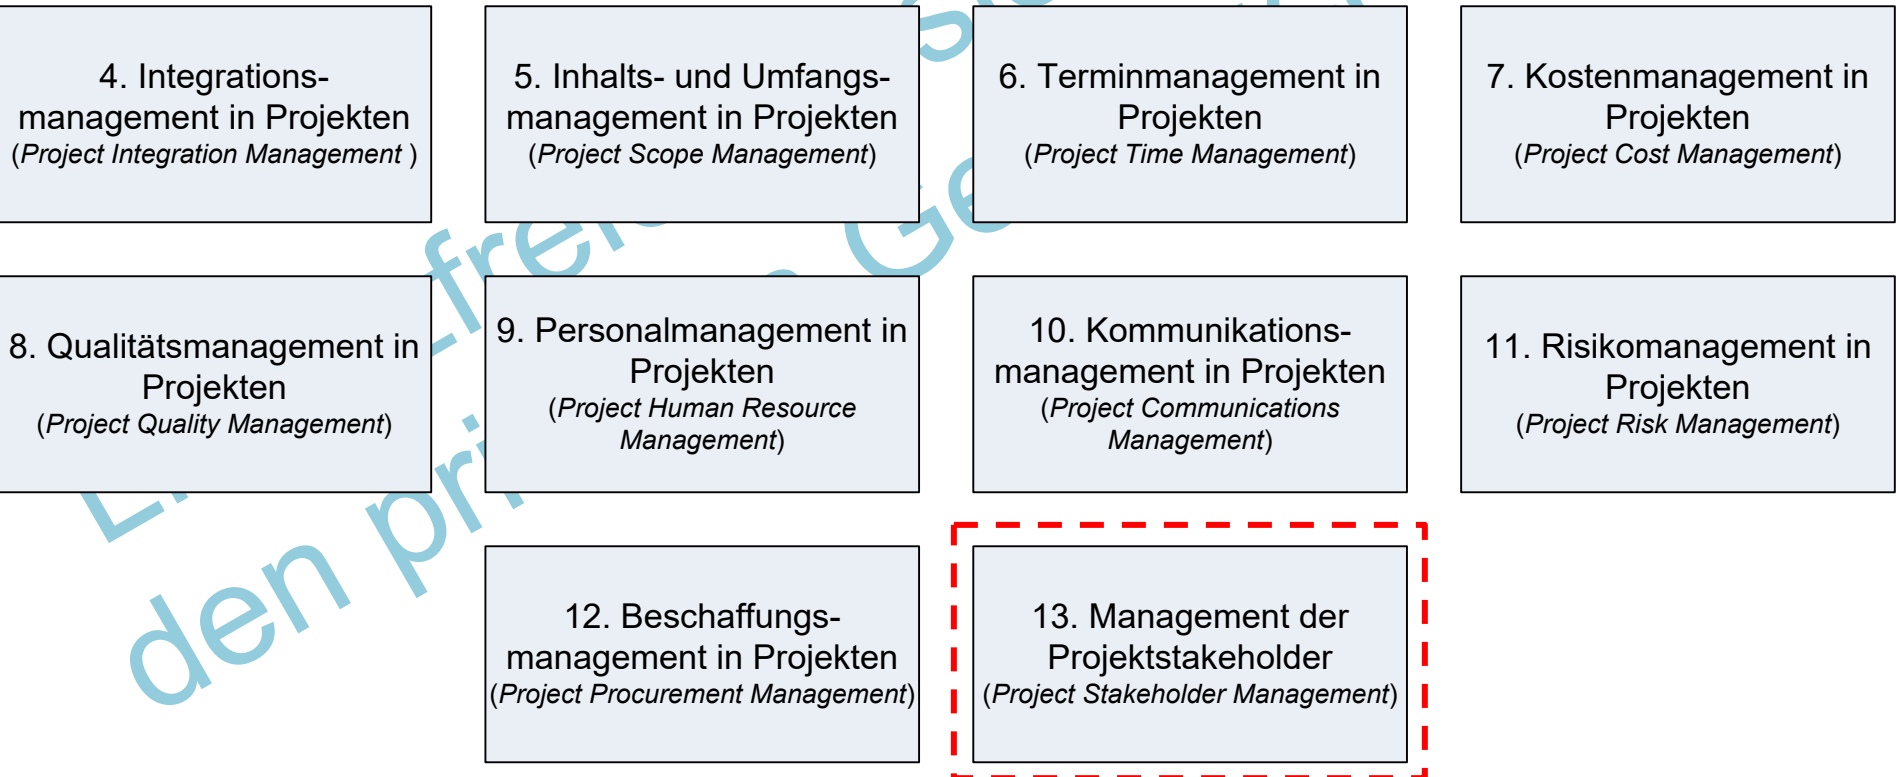 4. Integrations-
management in Projekten
(Project Integration Management )
5. Inhalts- und Umfangs-
management in Projekten
(Project Scope Management)
6. Terminmanagement in
Projekten
(Project Time Management)
7. Kostenmanagement in
Projekten
(Project Cost Management)
8. Qualitätsmanagement in
Projekten
(Project Quality Management)
9. Personalmanagement in
Projekten
(Project Human Resource
Management)
10. Kommunikations-
management in Projekten
(Project Communications
Management)
11. Risikomanagement in
Projekten
(Project Risk Management)
12. Beschaffungs-
management in Projekten
(Project Procurement Management)
13. Management der
Projektstakeholder
(Project Stakeholder Management)
den